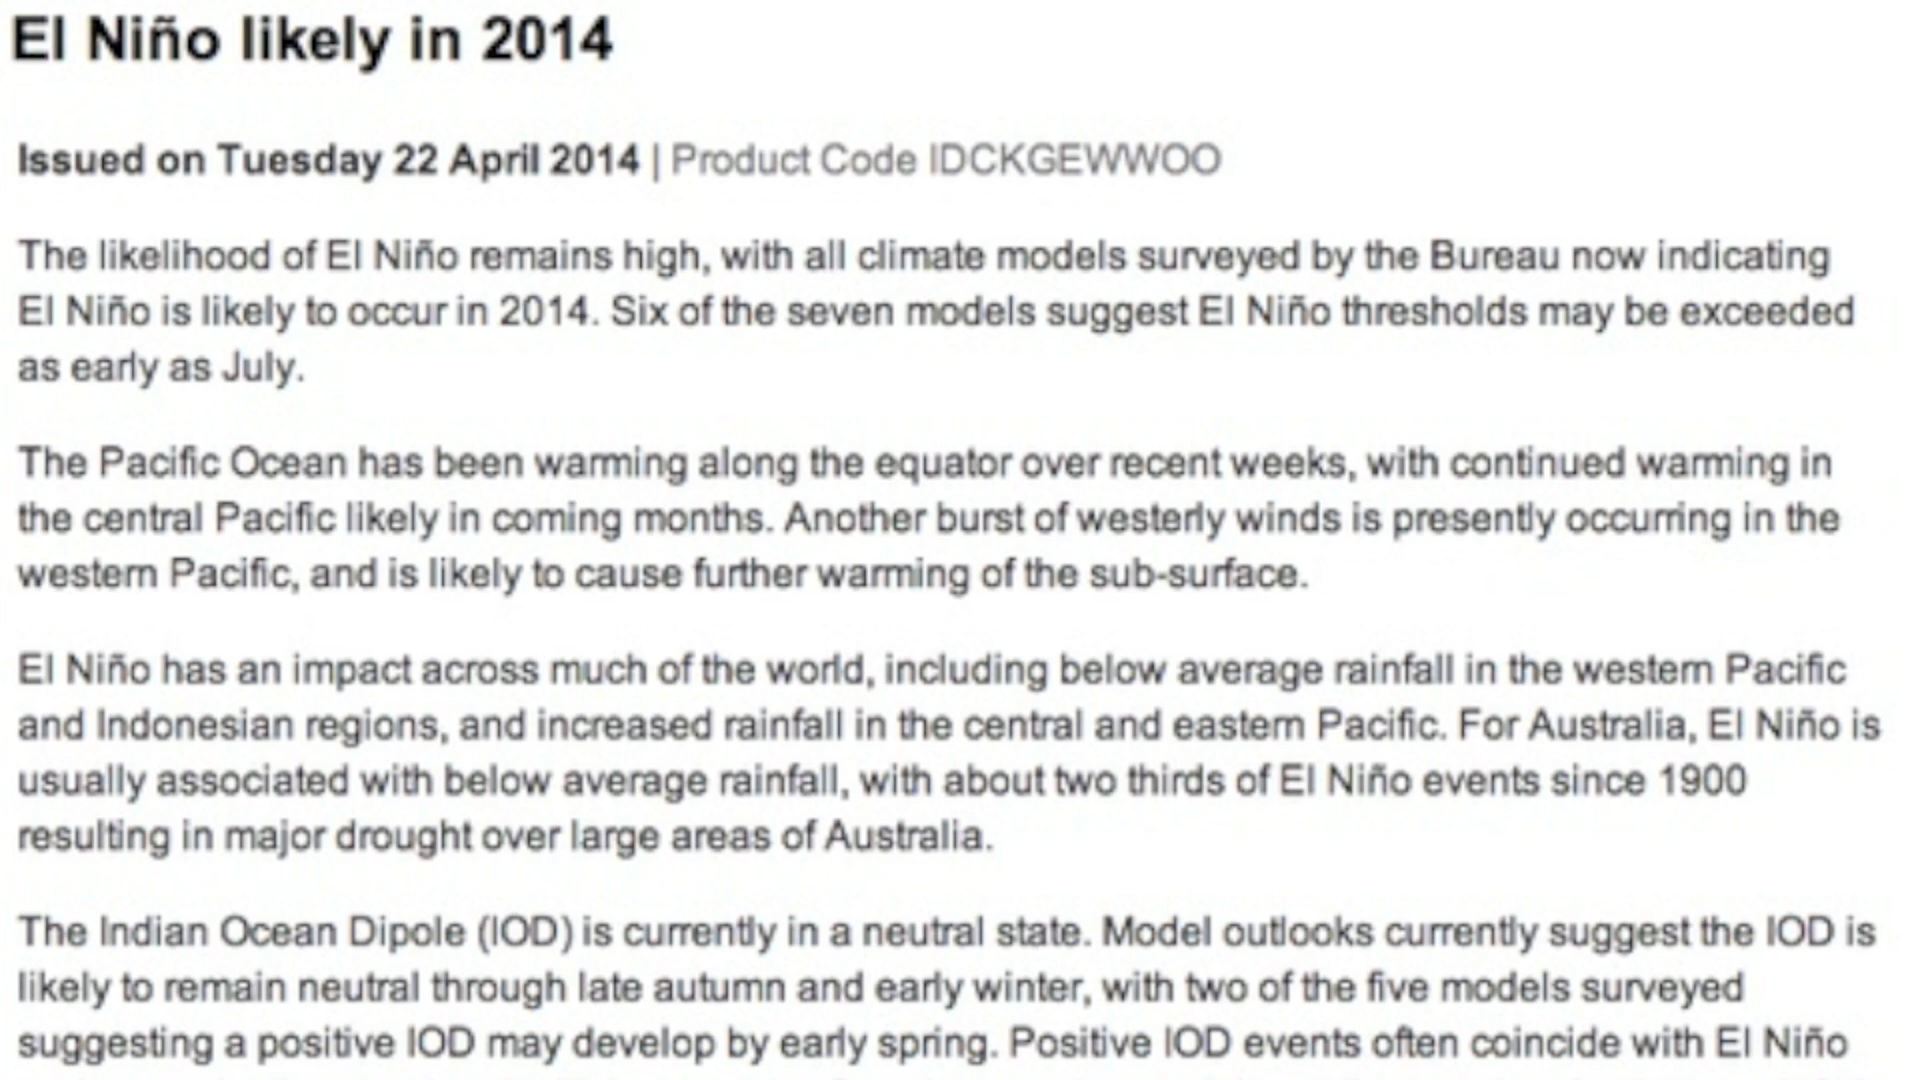 El Niño likely in 2014
Issued on Tuesday 22 April 2014 | Product Code IDCKGEWWOO
The likelihood of El Niño remains high, with all climate models surveyed by the Bureau now indicating
El Niño is likely to occur in 2014. Six of the seven models suggest El Niño thresholds may be exceeded
as early as July.
The Pacific Ocean has been warming along the equator over recent weeks, with continued warming in
the central Pacific likely in coming months. Another burst of westerly winds is presently occurring in the
western Pacific, and is likely to cause further warming of the sub-surface.
El Niño has an impact across much of the world, including below average rainfall in the western Pacific
and Indonesian regions, and increased rainfall in the central and eastern Pacific. For Australia, El Niño is
usually associated with below average rainfall, with about two thirds of El Niño events since 1900
resulting in major drought over large areas of Australia.
The Indian Ocean Dipole (IOD) is currently in a neutral state. Model outlooks currently suggest the IOD is
likely to remain neutral through late autumn and early winter, with two of the five models surveyed
suggesting a positive IOD may develop by early spring. Positive IOD events often coincide with El Niño